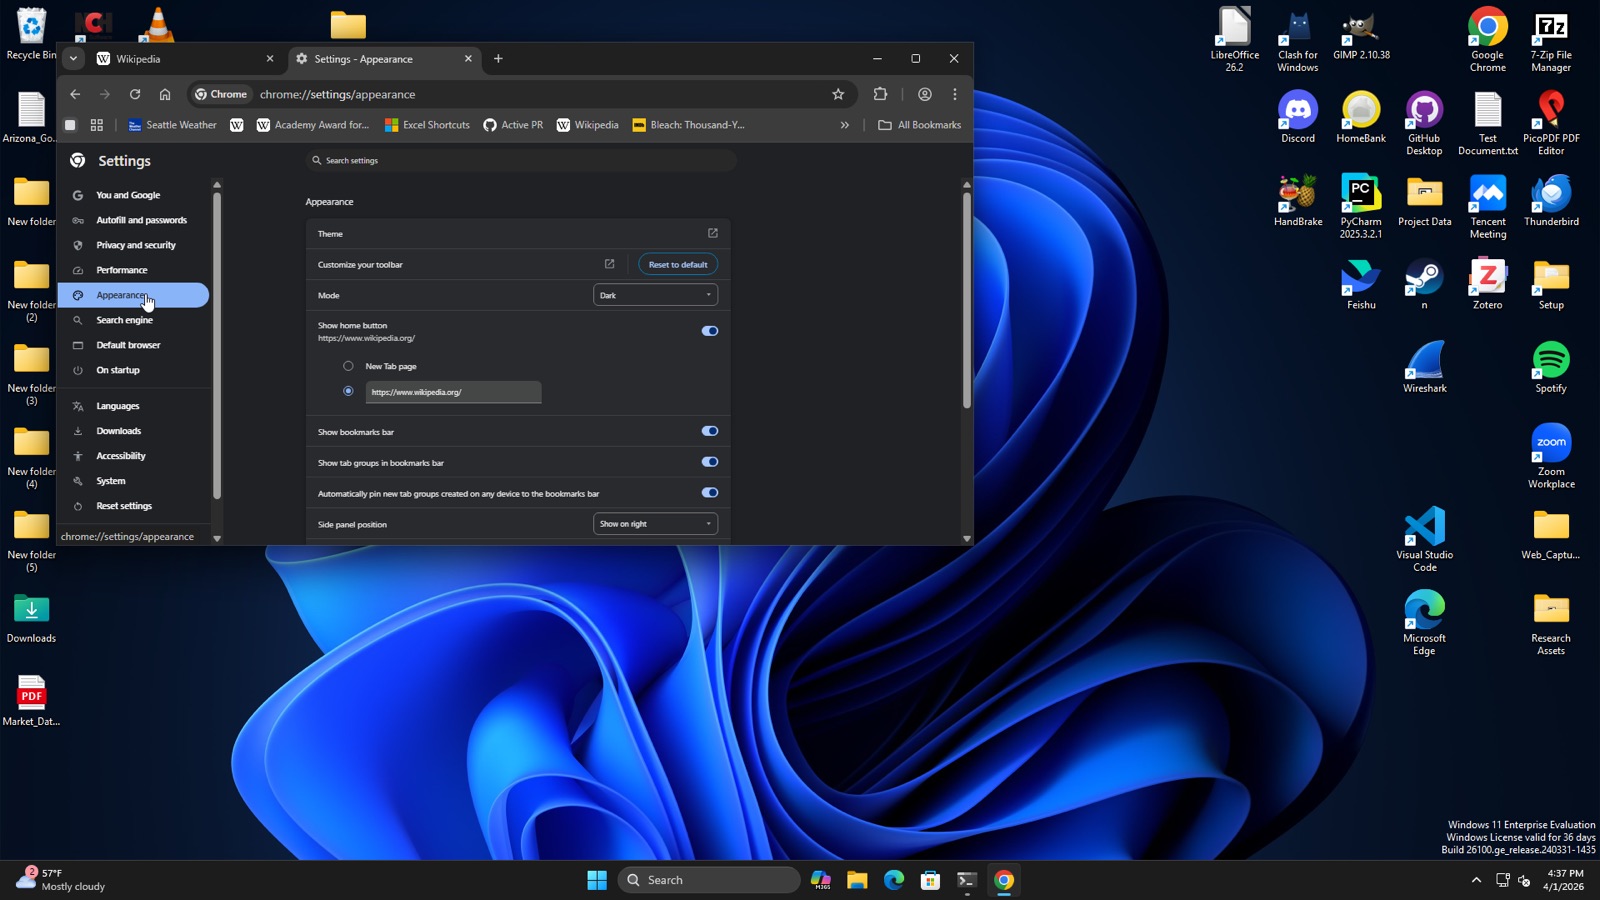 Recycle Bin
Arizona_Go...
New folder
New folder
(2)
New folder
(3)
New folder
(4)
New folder
(5)
Downloads
PDF
Market_Dat...
Wikipedia
Settings - Appearance
Chrome
chrome://settings/appearance
Seattle Weather
Academy Award for...
Excel Shortcuts
Active PR
Wikipedia
Bleach: Thousand-Y...
All Bookmarks
Settings
Search settings
You and Google
Autofill and passwords
Privacy and security
Performance
Appearance
Search engine
Default browser
On startup
Languages
Downloads
Accessibility
System
Reset settings
chrome://settings/appearance
Appearance
Theme
Customize your toolbar
Reset to default
Mode
Dark
Show home button
https://www.wikipedia.org/
New Tab page
https://www.wikipedia.org/
Show bookmarks bar
Show tab groups in bookmarks bar
Automatically pin new tab groups created on any device to the bookmarks bar
Side panel position
Show on right
LibreOffice
26.2
Clash for
Windows
GIMP 2.10.38
Google
Chrome
7z
7-Zip File
Manager
Discord
HomeBank
GitHub
Desktop
Test
Document.txt
PicoPDF PDF
Editor
HandBrake
PC
PyCharm
2025.3.2.1
Project Data
Tencent
Meeting
Thunderbird
Feishu
n
Z
Zotero
Setup
Wireshark
Spotify
zoom
Zoom
Workplace
Visual Studio
Code
Web_Captu...
Microsoft
Edge
Research
Assets
Windows 11 Enterprise Evaluation
Windows License valid for 36 days
Build 26100.ge_release.240331-1435
2
57°F
Mostly cloudy
Search
M365
4:37 PM
4/1/2026